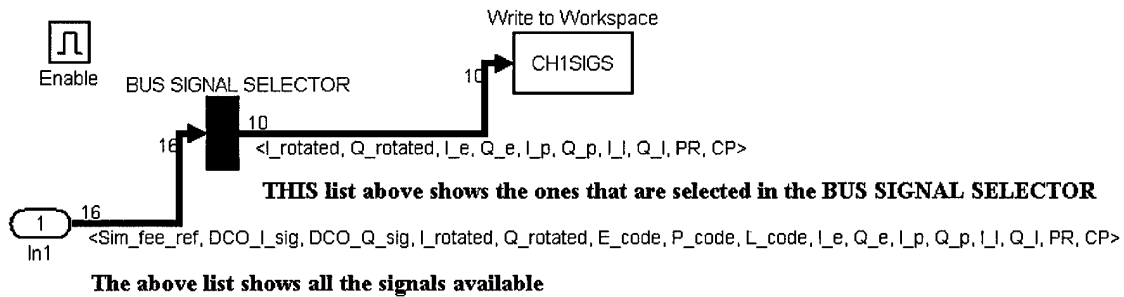 Write to Workspace
CH1SIGS
10
Enable
BUS SIGNAL SELECTOR
10
16
<I_rotated, Q_rotated, I_e, Q_e, I_p, Q_p, I_l, Q_l, PR, CP>
THIS list above shows the ones that are selected in the BUS SIGNAL SELECTOR
16
1
In1
<Sim_fee_ref, DCO_I_sig, DCO_Q_sig, I_rotated, Q_rotated, E_code, P_code, L_code, I_e, Q_e, I_p, Q_p, I_l, Q_l, PR, CP>
The above list shows all the signals available